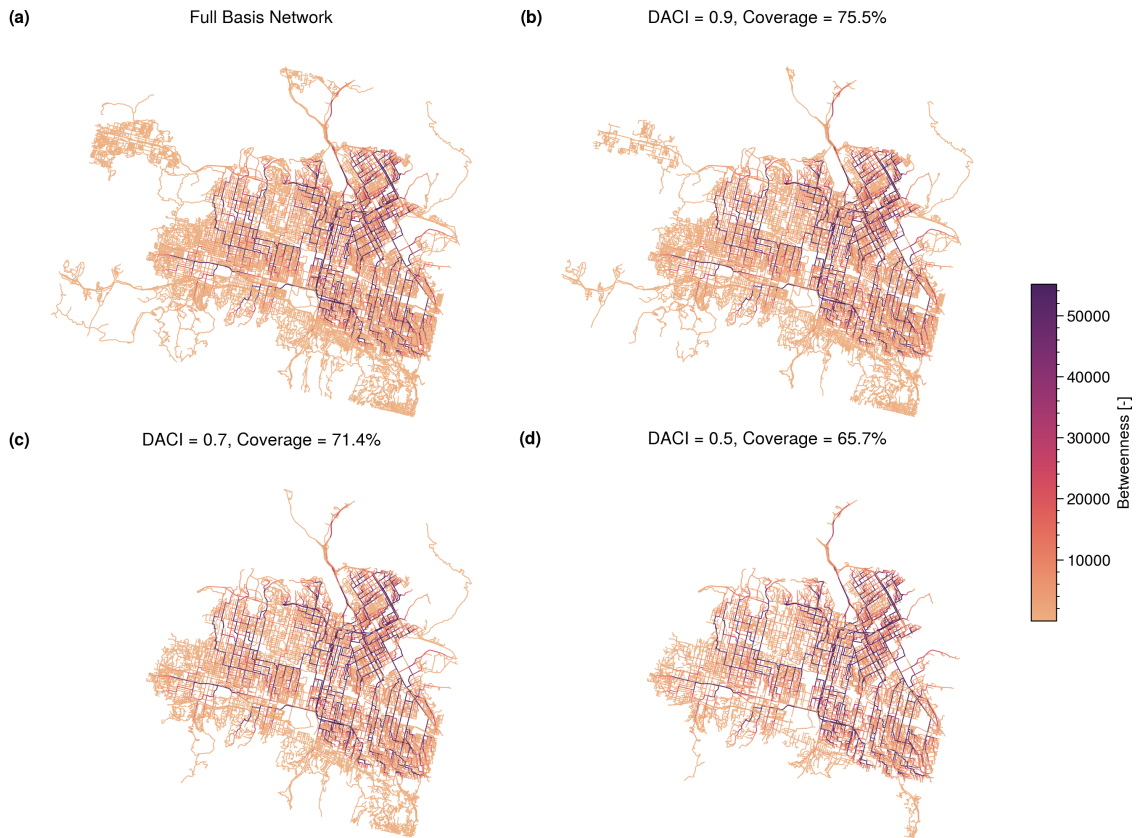 (a) Full Basis Network
(b) DACI = 0.9, Coverage = 75.5%
(c) DACI = 0.7, Coverage = 71.4%
(d) DACI = 0.5, Coverage = 65.7%
50000
40000
30000
20000
10000
Betweenness [-]